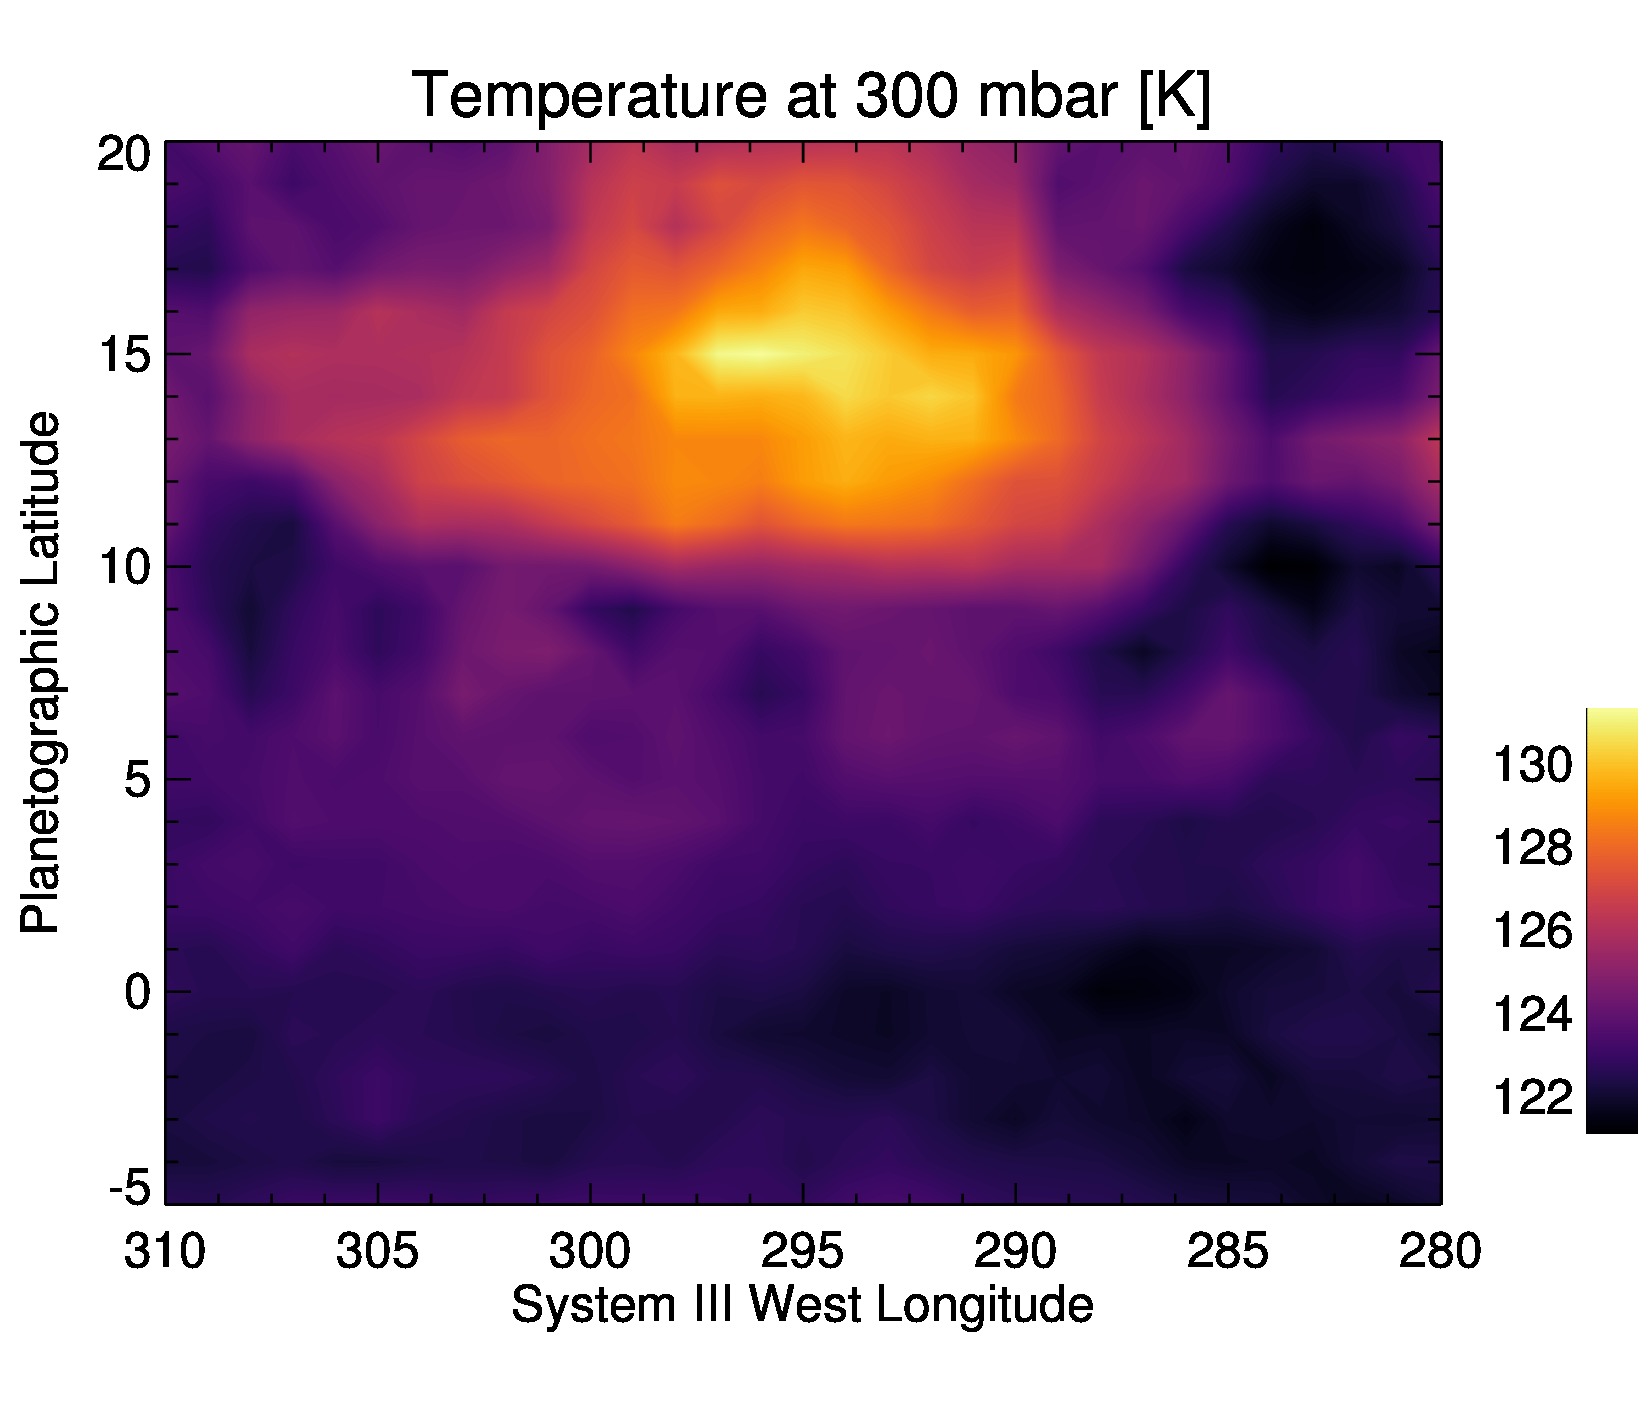 Temperature at 300 mbar [K]
Planetographic Latitude
20
15
10
5
0
-5
310 305 300 295 290 285 280
System III West Longitude
130
128
126
124
122